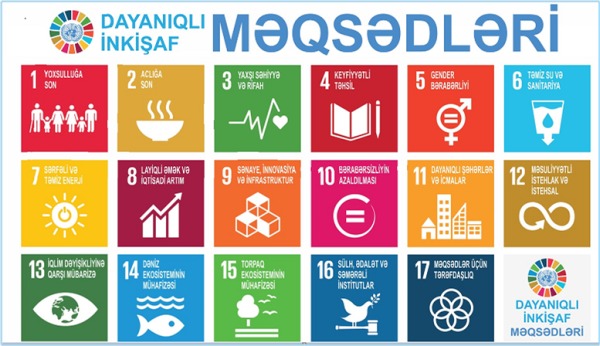 DAYANIQLI
İNKİŞAF
MƏQSƏDLƏRİ
1 YOXSULLUĞA
SON
2 ACLIĞA
SON
3 YAXŞI SƏHİYYƏ
VƏ RİFAH
4 KEYFİYYƏTLİ
TƏHSİL
5 GENDER
BƏRABƏRLİYİ
6 TƏMİZ SU VƏ
SANİTARİYA
7 SƏRFƏLİ VƏ
TƏMİZ ENERJİ
8 LAYİQLİ ƏMƏK VƏ
İQTİSADİ ARTIM
9 SƏNAYE, İNNOVASİYA
VƏ INFRASTRUKTUR
10 BƏRABƏRSİZLİYİN
AZALDILMASI
11 DAYANIQLI ŞƏHƏRLƏR
VƏ İCMALAR
12 MƏSULİYYƏTLİ
İSTEHLAK VƏ
İSTEHSAL
13 İQLİM DƏYİŞİKLİYİNƏ
QARŞI MÜBARİZƏ
14 DƏNİZ
EKOSİSTEMİNİN
MÜHAFİZƏSİ
15 TORPAQ
EKOSİSTEMİNİN
MÜHAFİZƏSİ
16 SÜLH, ƏDALƏT VƏ
SƏMƏRƏLİ
İNSTİTUTLAR
17 MƏQSƏDLƏR ÜÇÜN
TƏRƏFDAŞLIQ
DAYANIQLI
İNKİŞAF
MƏQSƏDLƏRİ